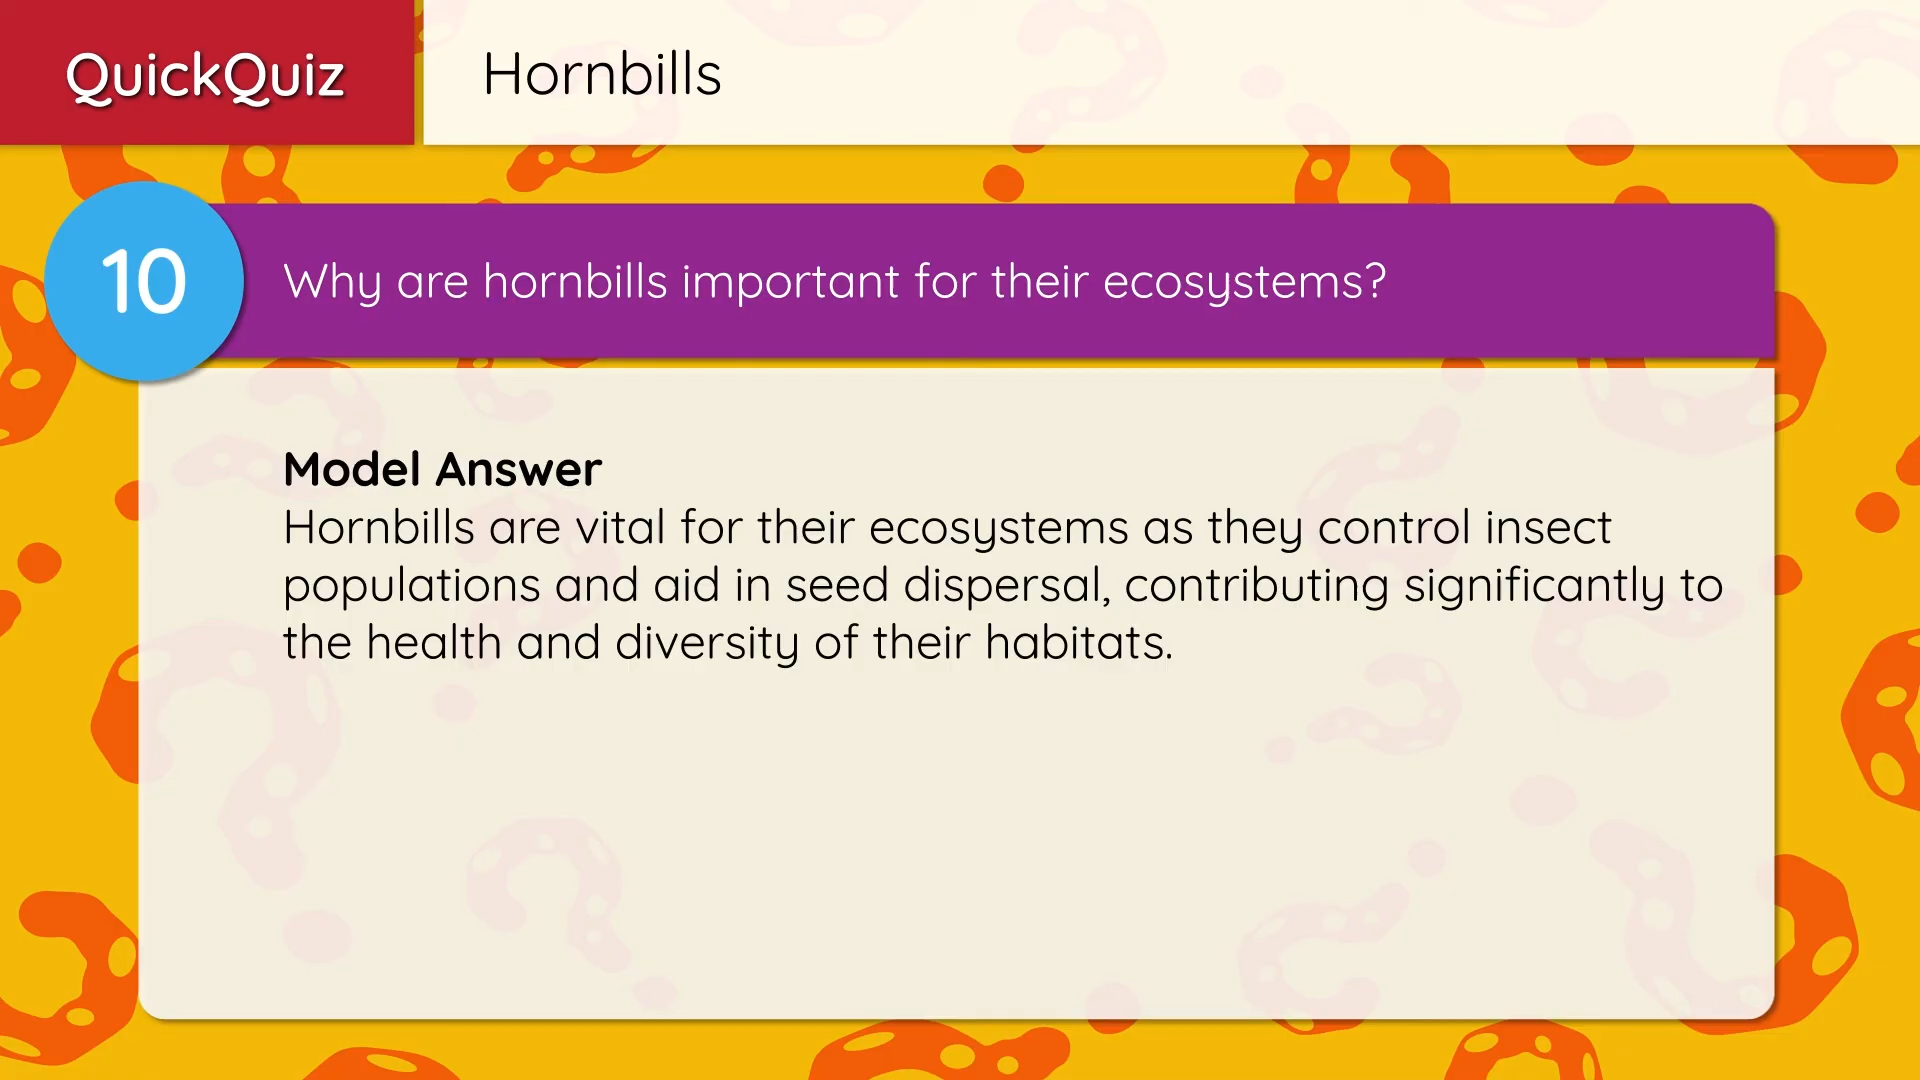 QuickQuiz
Hornbills
10
Why are hornbills important for their ecosystems?
Model Answer
Hornbills are vital for their ecosystems as they control insect
populations and aid in seed dispersal, contributing significantly to
the health and diversity of their habitats.